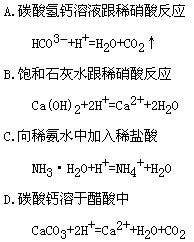 A.碳酸氢钙溶液跟稀硝酸反应
HCO³⁻+H⁺=H₂O+CO₂↑
B.饱和石灰水跟稀硝酸反应
Ca(OH)₂+2H⁺=Ca²⁺+2H₂O
C.向稀氨水中加入稀盐酸
NH₃·H₂O+H⁺=NH₄⁺+H₂O
D.碳酸钙溶于醋酸中
CaCO₃+2H⁺=Ca²⁺+H₂O+CO₂